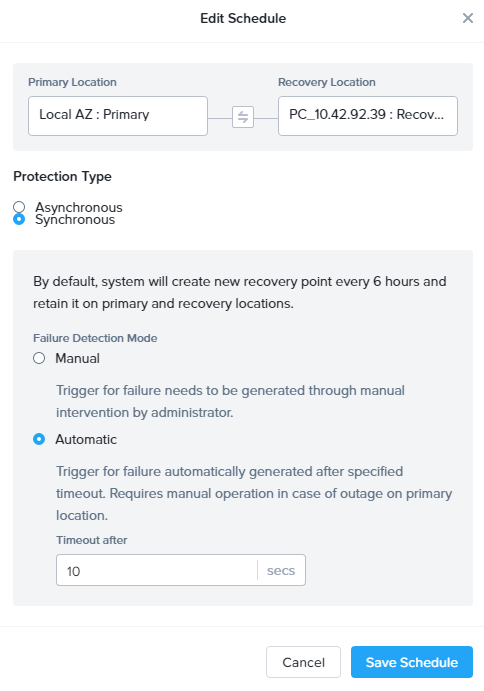 Edit Schedule
Primary Location
Recovery Location
Local AZ : Primary
PC_10.42.92.39 : Recov...
Protection Type
Asynchronous
Synchronous
By default, system will create new recovery point every 6 hours and
retain it on primary and recovery locations.
Failure Detection Mode
Manual
Trigger for failure needs to be generated through manual
intervention by administrator.
Automatic
Trigger for failure automatically generated after specified
timeout. Requires manual operation in case of outage on primary
location.
Timeout after
10 secs
Cancel
Save Schedule